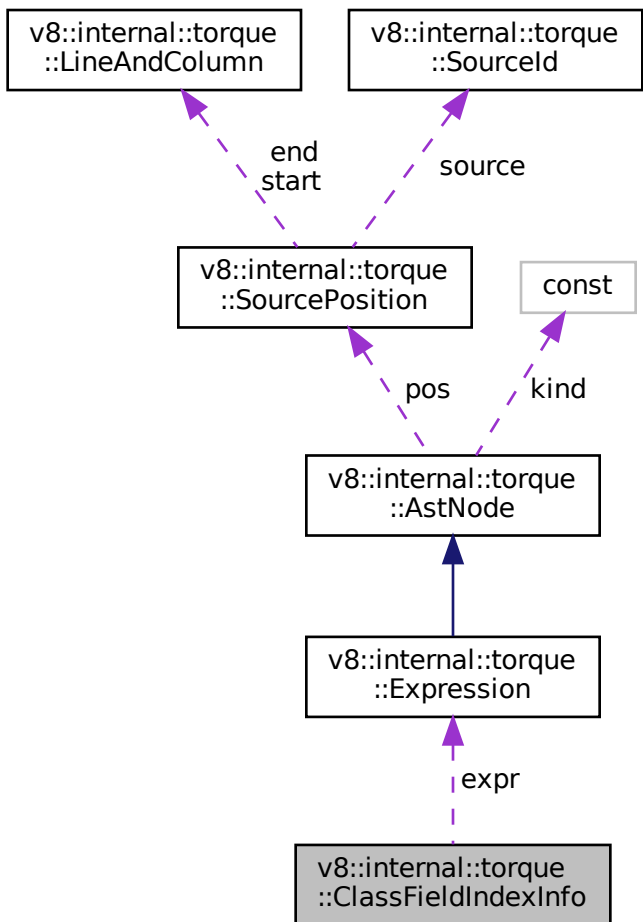 v8::internal::torque
::LineAndColumn
v8::internal::torque
::SourceId
end
start
source
v8::internal::torque
::SourcePosition
const
pos
kind
v8::internal::torque
::AstNode
v8::internal::torque
::Expression
expr
v8::internal::torque
::ClassFieldIndexInfo